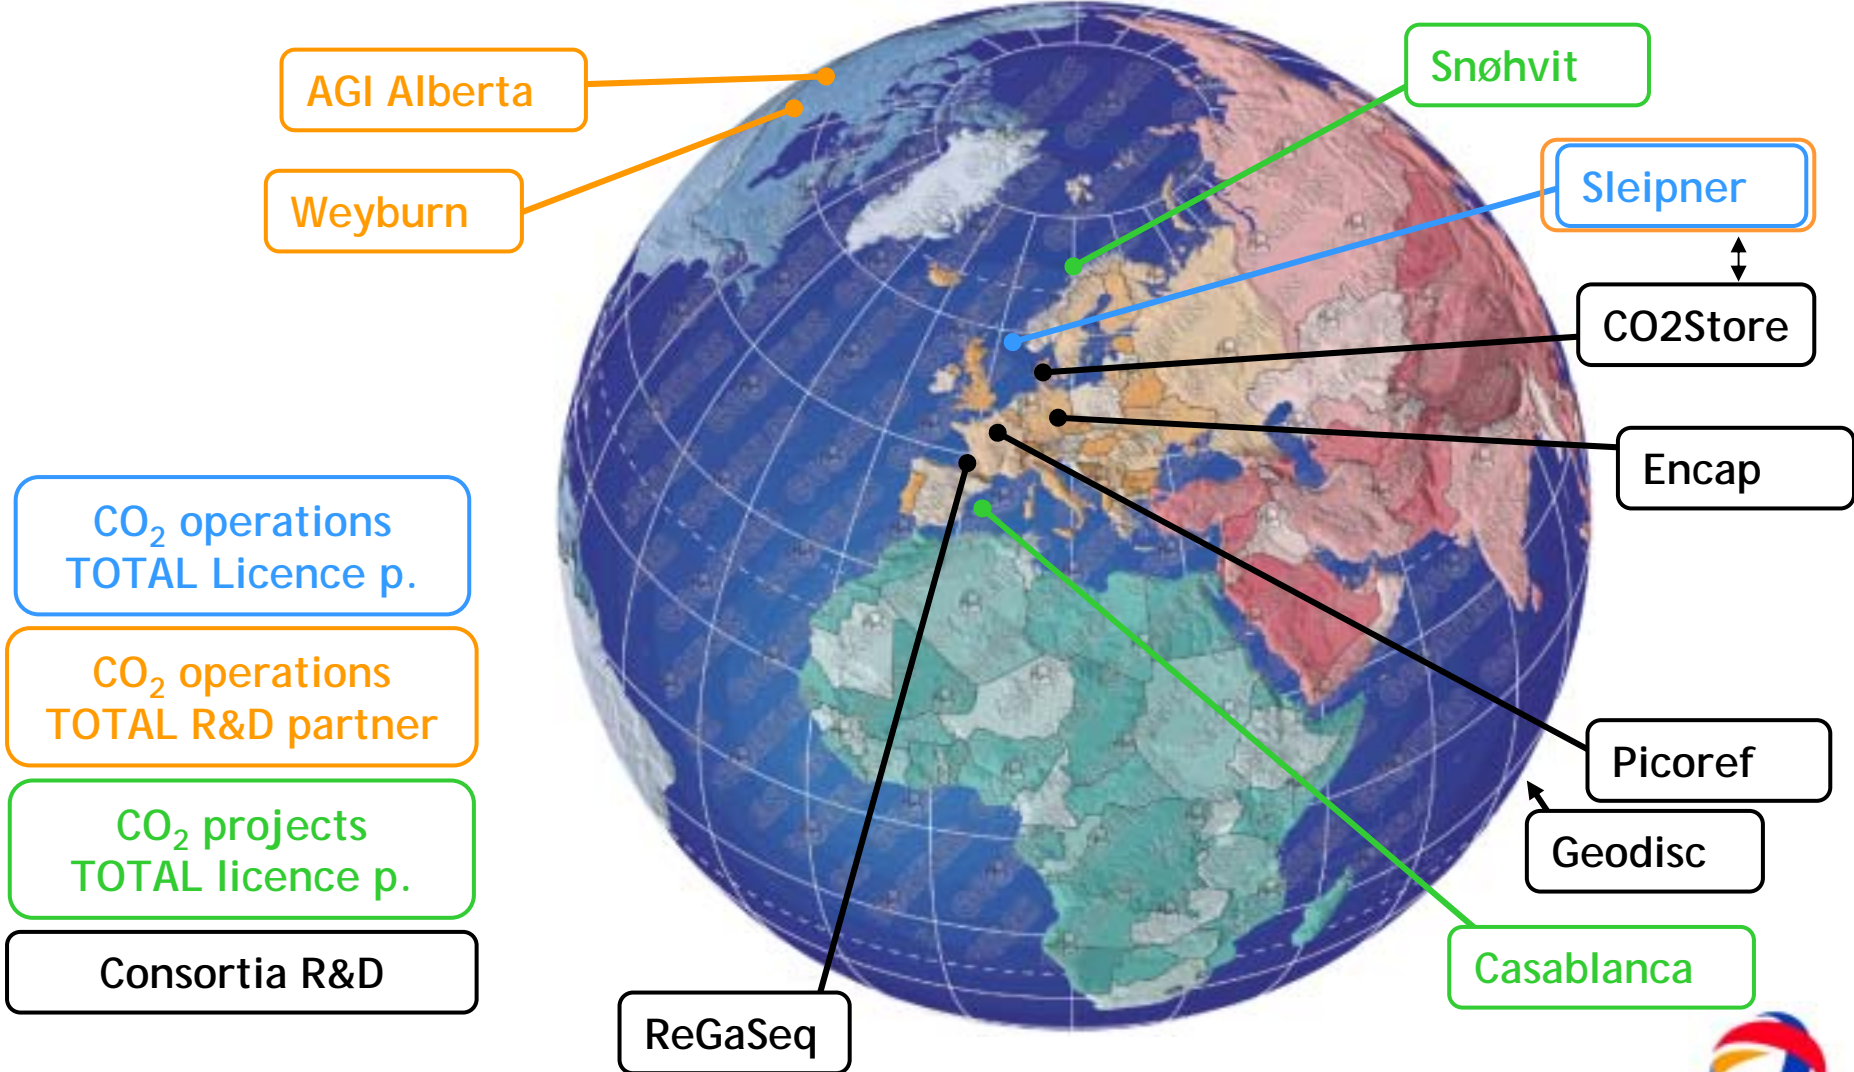 AGI Alberta
Snøhvit
Weyburn
Sleipner
CO2Store
Encap
CO₂ operations
TOTAL Licence p.
CO₂ operations
TOTAL R&D partner
CO₂ projects
TOTAL licence p.
Consortia R&D
Picoref
Geodisc
Casablanca
ReGaSeq